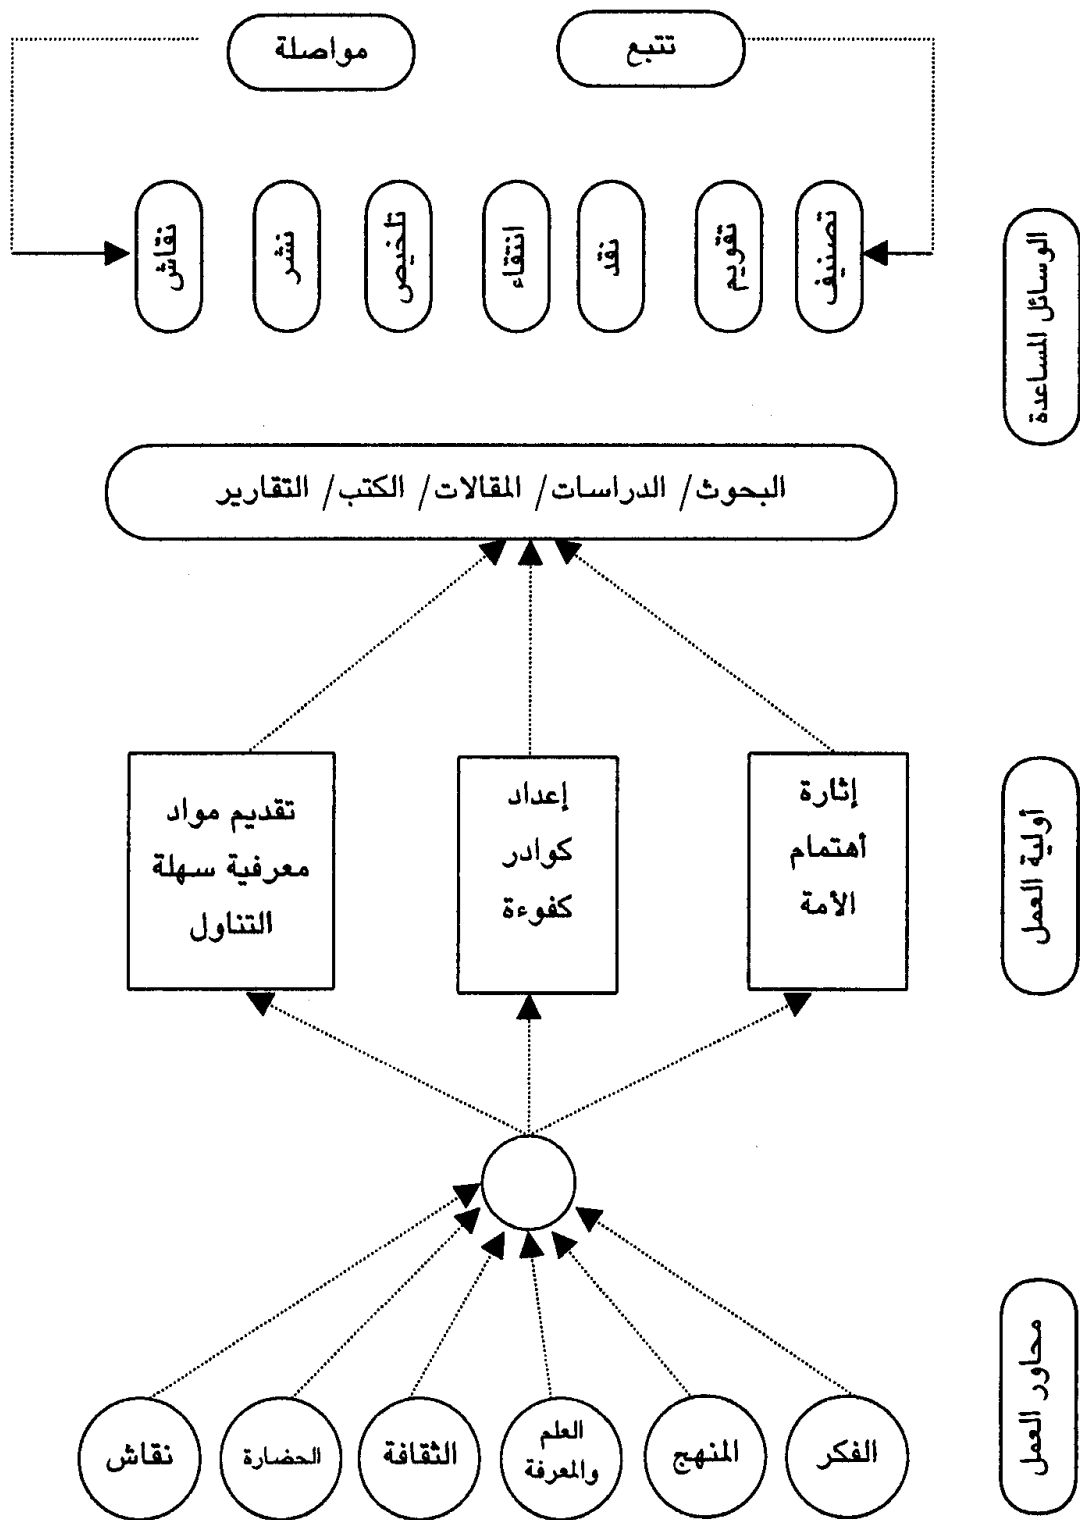 تتبع
مواصلة
الوسائل المساعدة
تصنيف
تقويم
نقد
انتقاء
تلخيص
نشر
نقاش
البحوث / الدراسات / المقالات / الكتب / التقارير
أولية العمل
إثارة
أهتمام
الأمة
إعداد
كوادر
كفوءة
تقديم مواد
معرفية سهلة
التناول
محاور العمل
الفكر
المنهج
العلم
والمعرفة
الثقافة
الحضارة
نقاش